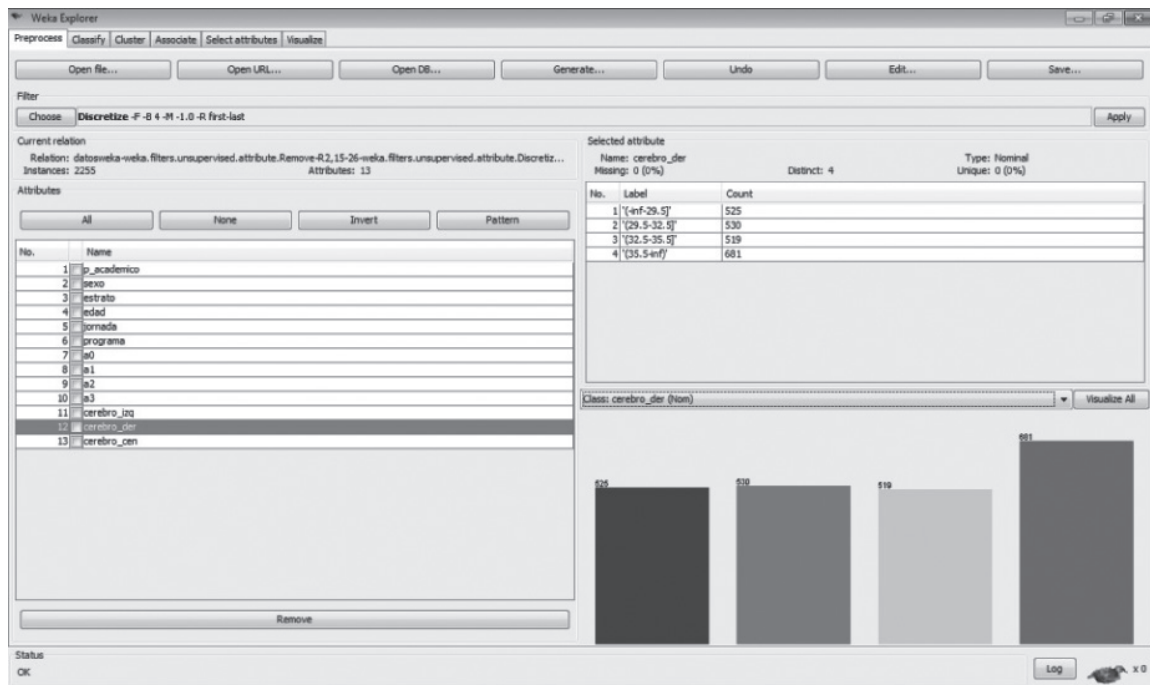 Weka Explorer
Preprocess Classify Cluster Associate Select attributes Visualize
Open file... Open URL... Open DB... Generate... Undo Edit... Save...
Filter
Choose Discretize -F -B 4 -M -1.0 -R first-last Apply
Current relation
Relation: datosweka-weka.filters.unsupervised.attribute.Remove-R2,15-26-weka.filters.unsupervised.attribute.Discretiz...
Instances: 2255 Attributes: 13
Attributes
All None Invert Pattern
No. Name
1 p_academico
2 sexo
3 estrato
4 edad
5 jornada
6 programa
7 a0
8 a1
9 a2
10 a3
11 cerebro_izq
12 cerebro_der
13 cerebro_cen
Remove
Selected attribute
Name: cerebro_der Type: Nominal
Missing: 0 (0%) Distinct: 4 Unique: 0 (0%)
No. Label Count
1 '(-inf-29.5]' 525
2 '(29.5-32.5]' 530
3 '(32.5-35.5]' 519
4 '(35.5-inf)' 681
Class: cerebro_der (Nom) Visualize All
525
530
519
681
Status
OK
Log x 0